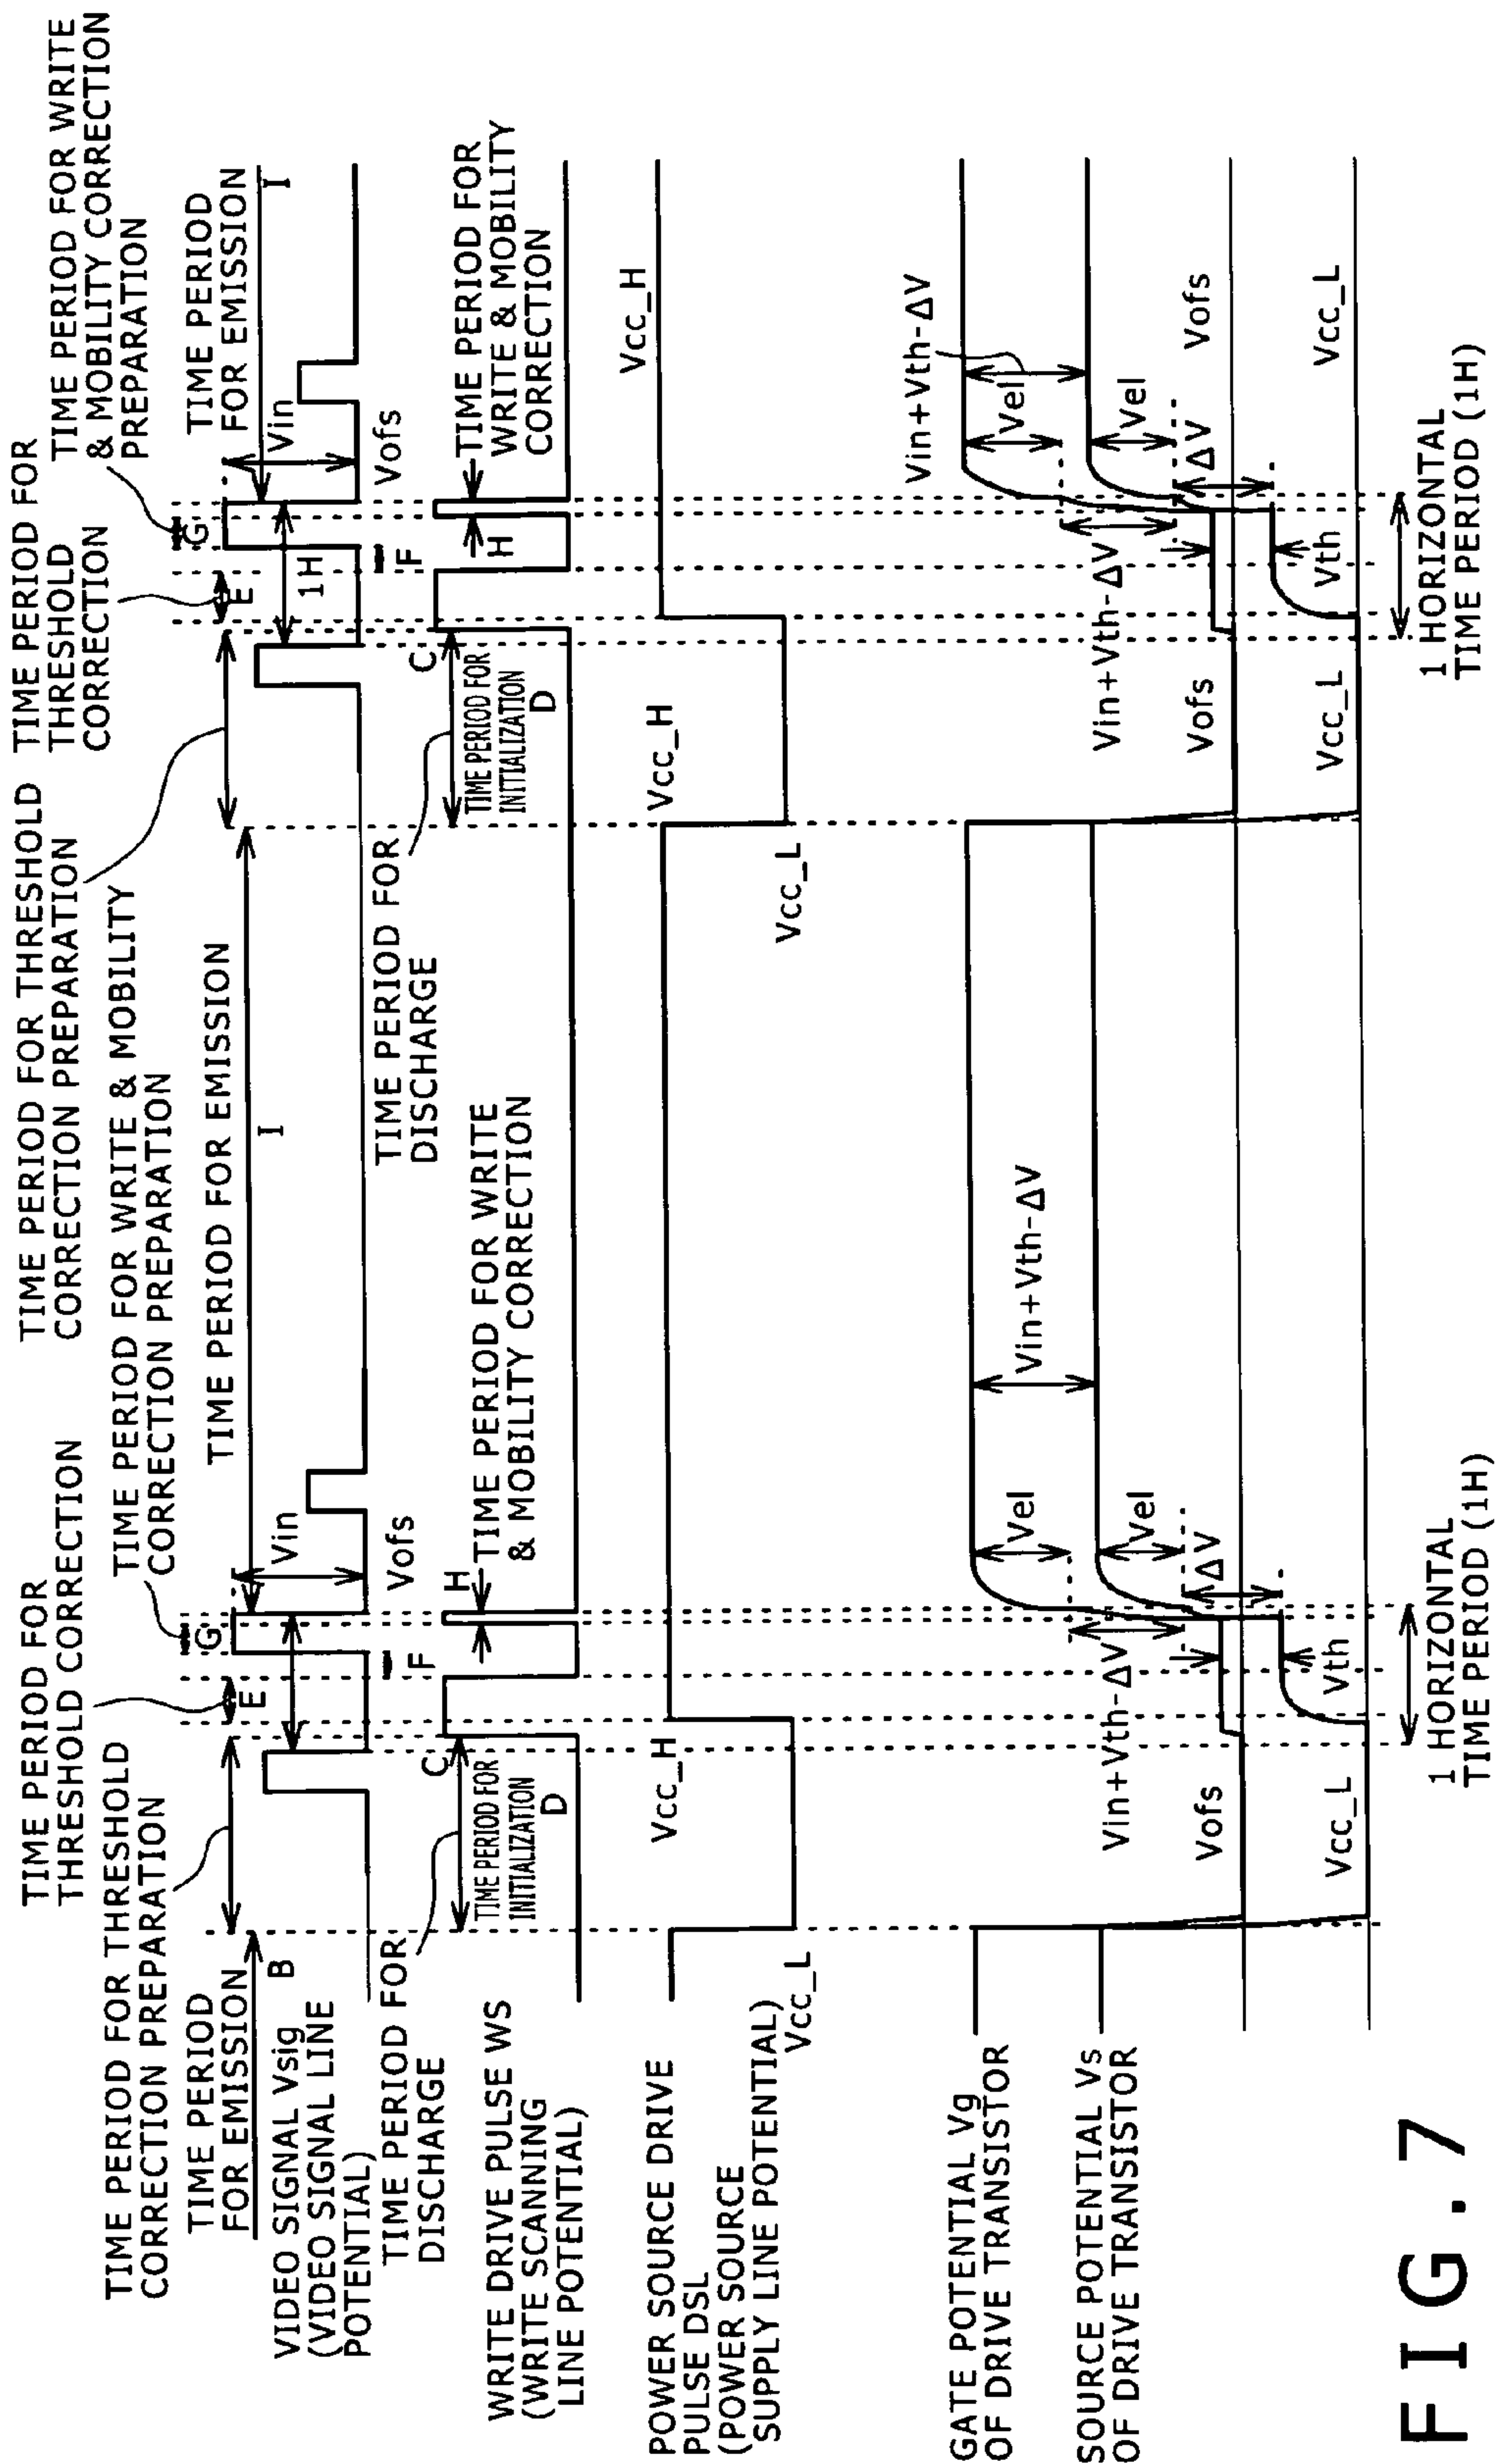 TIME PERIOD FOR THRESHOLD
CORRECTION PREPARATION
TIME PERIOD FOR
THRESHOLD CORRECTION
TIME PERIOD FOR WRITE & MOBILITY
CORRECTION PREPARATION
TIME PERIOD FOR THRESHOLD
CORRECTION PREPARATION
TIME PERIOD FOR
THRESHOLD
CORRECTION
TIME PERIOD FOR WRITE
& MOBILITY CORRECTION
PREPARATION
TIME PERIOD
FOR EMISSION
B
E
G
TIME PERIOD FOR EMISSION
I
E
G
TIME PERIOD
FOR EMISSION
I
VIDEO SIGNAL Vsig
(VIDEO SIGNAL LINE
POTENTIAL)
Vin
Vofs
1H
Vin
Vofs
TIME PERIOD FOR
DISCHARGE
C
F
H
TIME PERIOD FOR
DISCHARGE
C
F
H
TIME PERIOD FOR
INITIALIZATION
D
TIME PERIOD FOR WRITE
& MOBILITY CORRECTION
TIME PERIOD FOR
INITIALIZATION
D
TIME PERIOD FOR
WRITE & MOBILITY
CORRECTION
WRITE DRIVE PULSE WS
(WRITE SCANNING
LINE POTENTIAL)
POWER SOURCE DRIVE
PULSE DSL
(POWER SOURCE
SUPPLY LINE POTENTIAL)
Vcc_L
Vcc_H
Vcc_L
Vcc_H
Vcc_H
GATE POTENTIAL Vg
OF DRIVE TRANSISTOR
Vel
Vin+Vth-ΔV
Vin+Vth-ΔV
Vel
SOURCE POTENTIAL Vs
OF DRIVE TRANSISTOR
Vin+Vth-ΔV
Vel
Vin+Vth-ΔV
Vel
Vofs
ΔV
Vofs
ΔV
Vofs
Vcc_L
Vth
Vcc_L
Vth
Vcc_L
1 HORIZONTAL
TIME PERIOD (1H)
1 HORIZONTAL
TIME PERIOD (1H)
FIG. 7